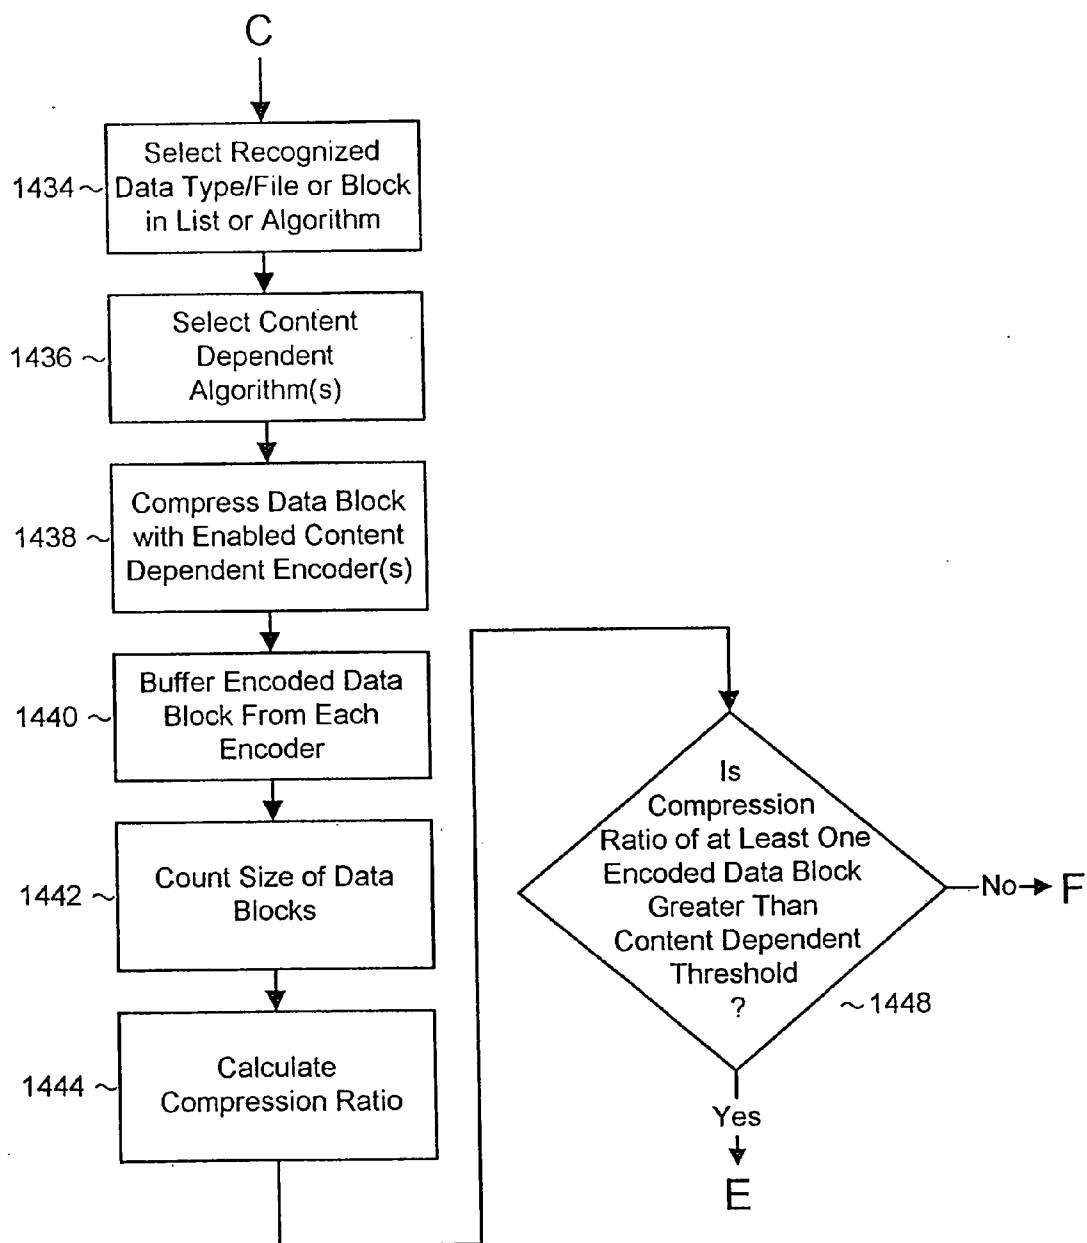 C
Select Recognized
1434 ~ Data Type/File or Block
in List or Algorithm
Select Content
1436 ~ Dependent
Algorithm(s)
Compress Data Block
1438 ~ with Enabled Content
Dependent Encoder(s)
Buffer Encoded Data
1440 ~ Block From Each
Encoder
1442 ~ Count Size of Data
Blocks
1444 ~ Calculate
Compression Ratio
Is
Compression
Ratio of at Least One
Encoded Data Block
Greater Than
Content Dependent
Threshold
?
~1448
No
F
Yes
E